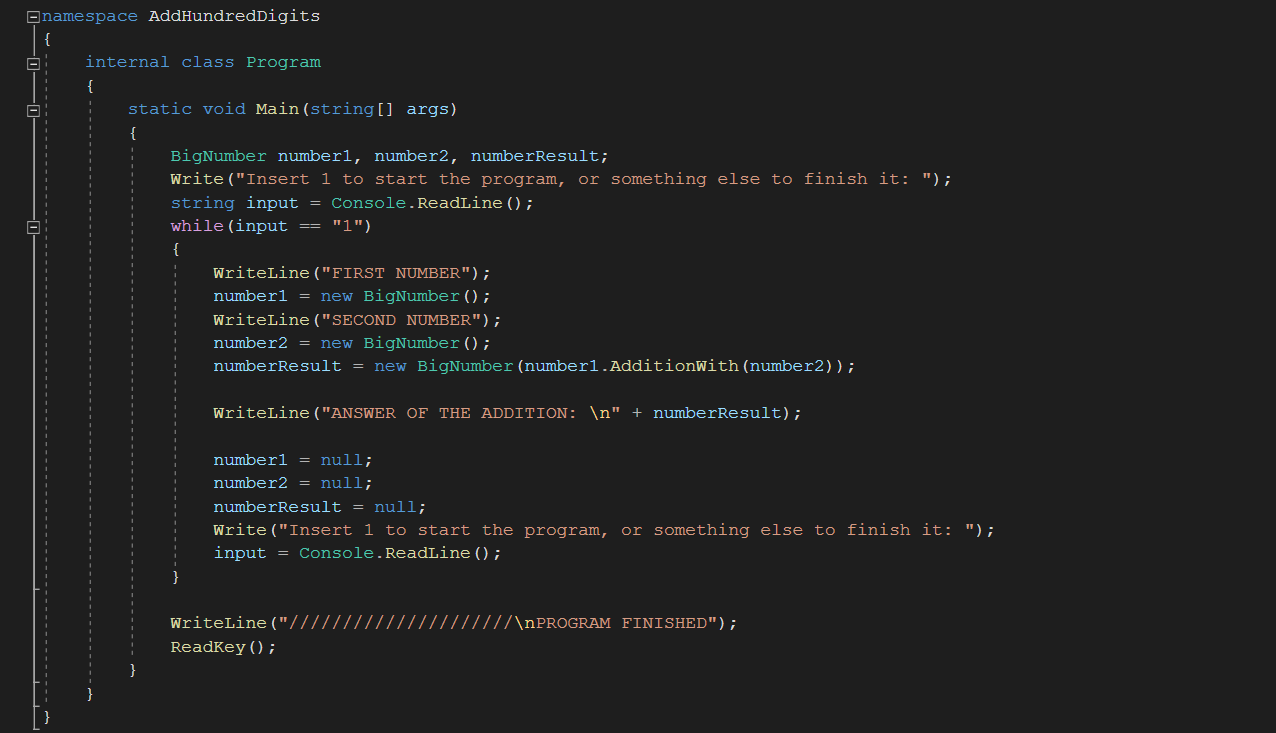 namespace AddHundredDigits
{
    internal class Program
    {
        static void Main(string[] args)
        {
            BigNumber number1, number2, numberResult;
            Write("Insert 1 to start the program, or something else to finish it: ");
            string input = Console.ReadLine();
            while(input == "1")
            {
                WriteLine("FIRST NUMBER");
                number1 = new BigNumber();
                WriteLine("SECOND NUMBER");
                number2 = new BigNumber();
                numberResult = new BigNumber(number1.AdditionWith(number2));

                WriteLine("ANSWER OF THE ADDITION: \n" + numberResult);

                number1 = null;
                number2 = null;
                numberResult = null;
                Write("Insert 1 to start the program, or something else to finish it: ");
                input = Console.ReadLine();
            }

            WriteLine("/////////////////////\nPROGRAM FINISHED");
            ReadKey();
        }
    }
}